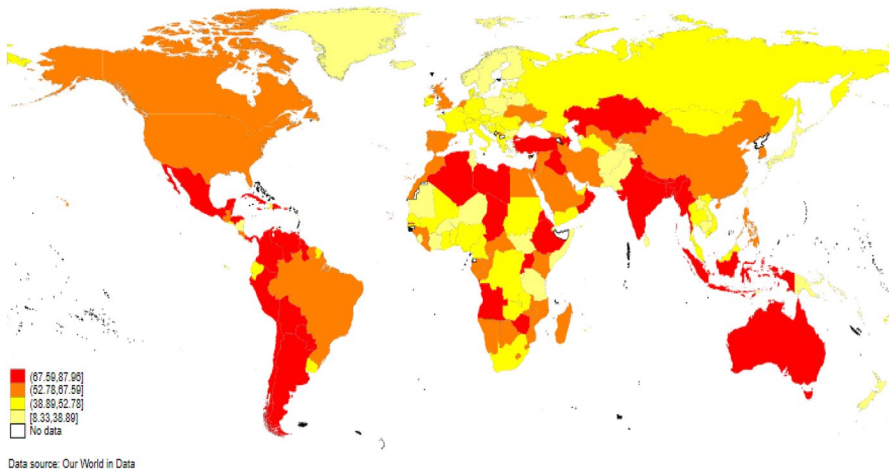 (67.59,87.96]
(52.78,67.59]
(38.89,52.78]
[8.33,38.89]
No data
Data source: Our World in Data